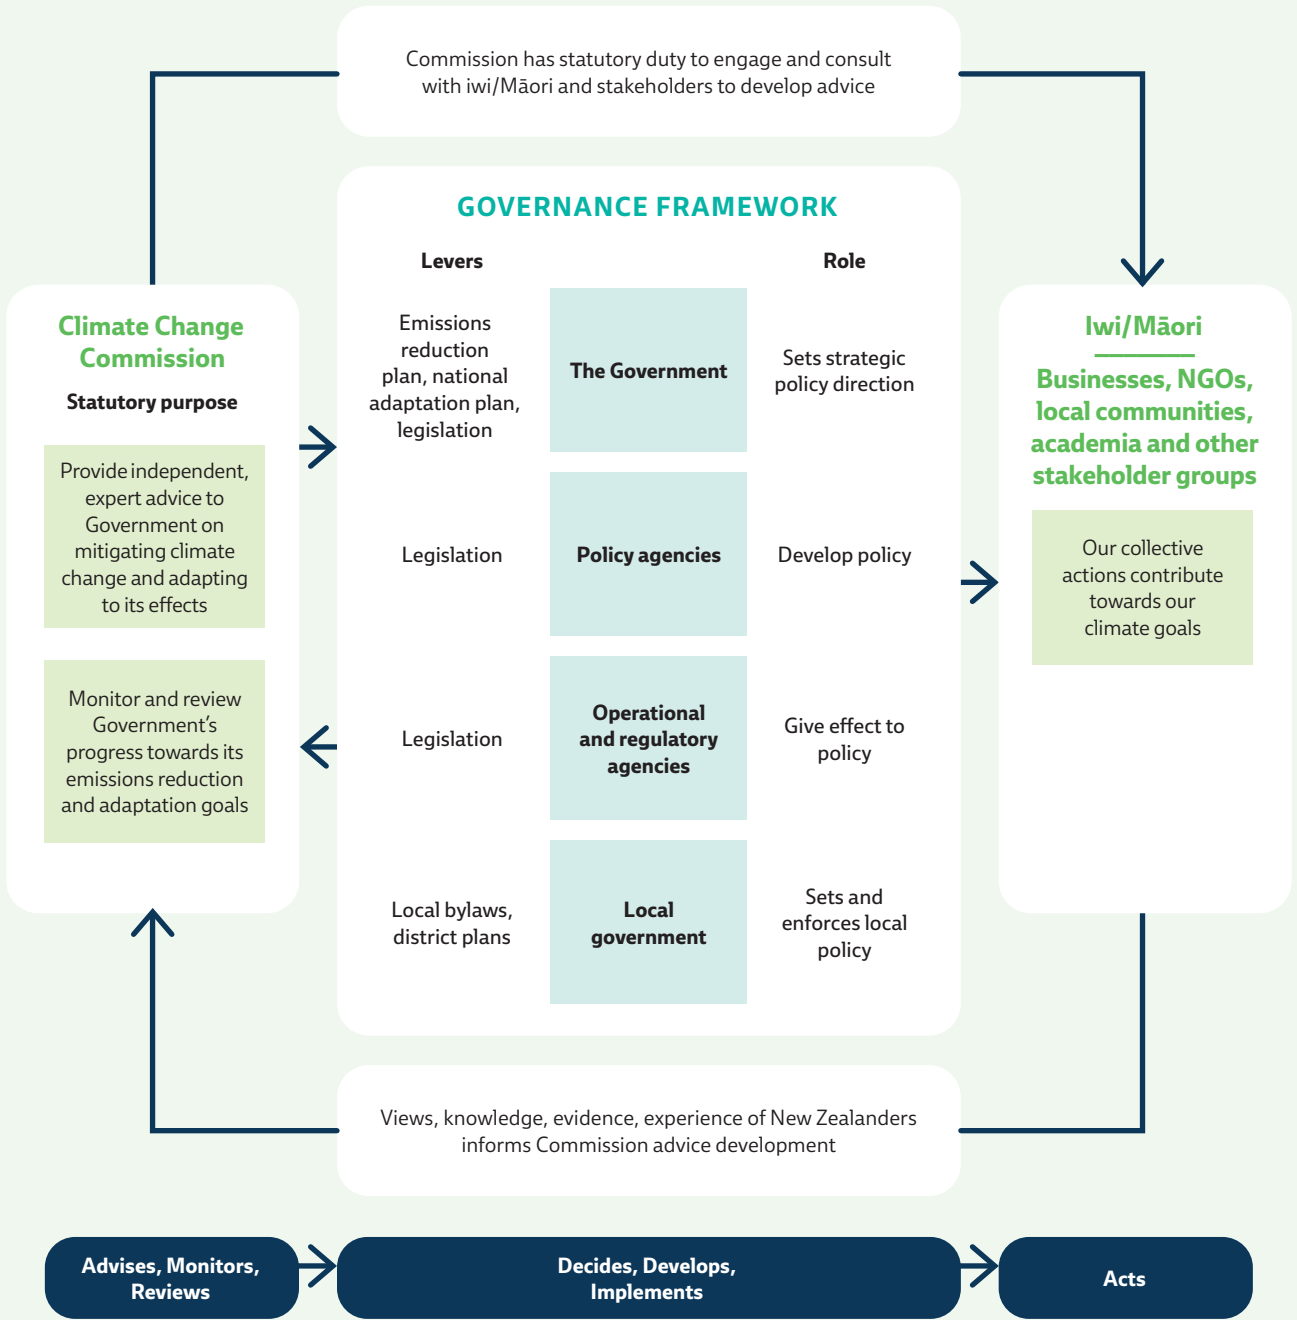 Commission has statutory duty to engage and consult
with iwi/Māori and stakeholders to develop advice
Climate Change
Commission
Statutory purpose
Provide independent,
expert advice to
Government on
mitigating climate
change and adapting
to its effects
Monitor and review
Government's
progress towards its
emissions reduction
and adaptation goals
GOVERNANCE FRAMEWORK
Levers
Role
Emissions
reduction
plan, national
adaptation plan,
legislation
The Government
Sets strategic
policy direction
Legislation
Policy agencies
Develop policy
Legislation
Operational
and regulatory
agencies
Give effect to
policy
Local bylaws,
district plans
Local
government
Sets and
enforces local
policy
Iwi/Māori
Businesses, NGOs,
local communities,
academia and other
stakeholder groups
Our collective
actions contribute
towards our
climate goals
Views, knowledge, evidence, experience of New Zealanders
informs Commission advice development
Advises, Monitors,
Reviews
Decides, Develops,
Implements
Acts